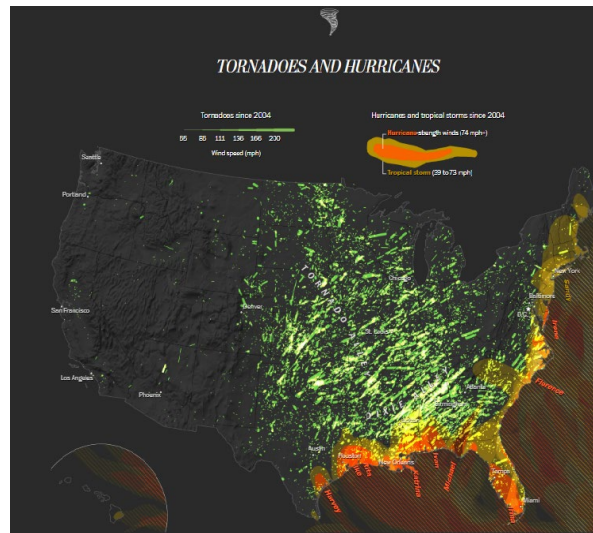 TORNADOES AND HURRICANES
Tornadoes since 2004
Hurricanes and tropical storms since 2004
Hurricane-strength winds (74 mph+)
65 86 111 136 166 200
Wind speed (mph)
Tropical storm (39 to 73 mph)
Seattle
Portland
New York
Sandy
Chicago
TORNADO
Baltimore
Denver
D.C.
San Francisco
St. Louis
Irene
Los Angeles
Phoenix
Atlanta
Florence
Austin
Houston
New Orleans
Ivan
Katrina
Michael
Tampa
Harvey
Irma
Miami